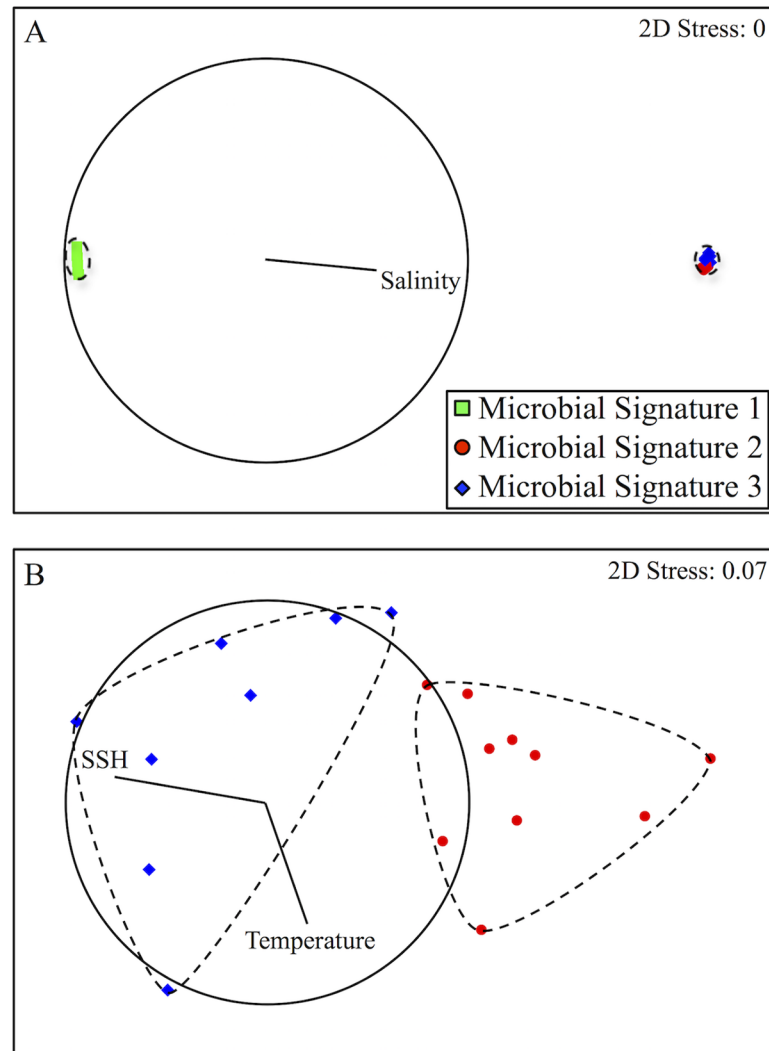 A
2D Stress: 0
Salinity
Microbial Signature 1
Microbial Signature 2
Microbial Signature 3
B
2D Stress: 0.07
SSH
Temperature